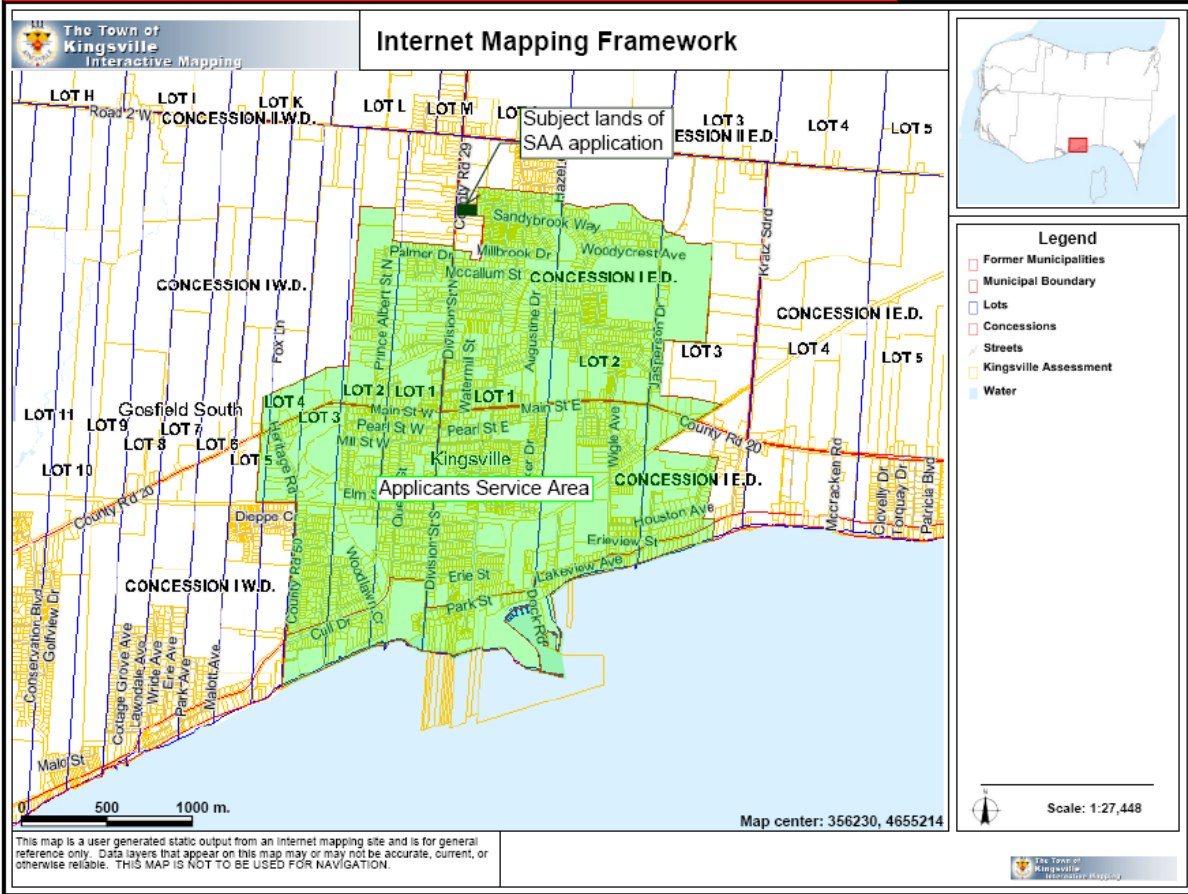 The Town of
Kingsville
Interactive Mapping
Internet Mapping Framework
LOT H
LOT I
LOT K
LOT L
LOT M
LOT 3
LOT 4
LOT 5
Road 2 W
CONCESSION II W.D.
ESSION II E.D.
Subject lands of
SAA application
County Rd 29
Hazel
Sandybrook Way
Palmer Dr
Millbrook Dr
Woodycrest Ave
Mccallum St
CONCESSION I E.D.
Kratz Sdrd
CONCESSION I W.D.
Prince Albert St N
Division St N
Augustine Dr
Jasperson Dr
CONCESSION I E.D.
Fox Ln
Watermill St
LOT 2
LOT 3
LOT 4
LOT 5
LOT 4
LOT 2
LOT 1
LOT 1
LOT 11
Gosfield South
LOT 3
Main St W
Main St E
LOT 9
LOT 7
Pearl St W
Pearl St E
Wigle Ave
County Rd 20
LOT 8
LOT 6
Mill St W
LOT 10
LOT 5
Heritage Rd
Kingsville
CONCESSION I E.D.
County Rd 20
Elm S
Applicants Service Area
Mccracken Rd
Clovelly Dr
Torquay Dr
Patricia Blvd
Dieppe C
Houston Ave
Erieview St
County Rd 50
Woodlawn Cr
Division St S
Erie St
Lakeview Ave
CONCESSION I W.D.
Park St
Dock Rd
Cull Dr
Conservation Blvd
Golfview Dr
Cottage Grove Ave
Lawndale Ave
Wride Ave
Erie Ave
Park Ave
Malott Ave
Malo St
0 500 1000 m.
Map center: 356230, 4655214
Legend
Former Municipalities
Municipal Boundary
Lots
Concessions
Streets
Kingsville Assessment
Water
N
Scale: 1:27,448
This map is a user generated static output from an Internet mapping site and is for general
reference only. Data layers that appear on this map may or may not be accurate, current, or
otherwise reliable. THIS MAP IS NOT TO BE USED FOR NAVIGATION.
The Town of
Kingsville
Interactive Mapping